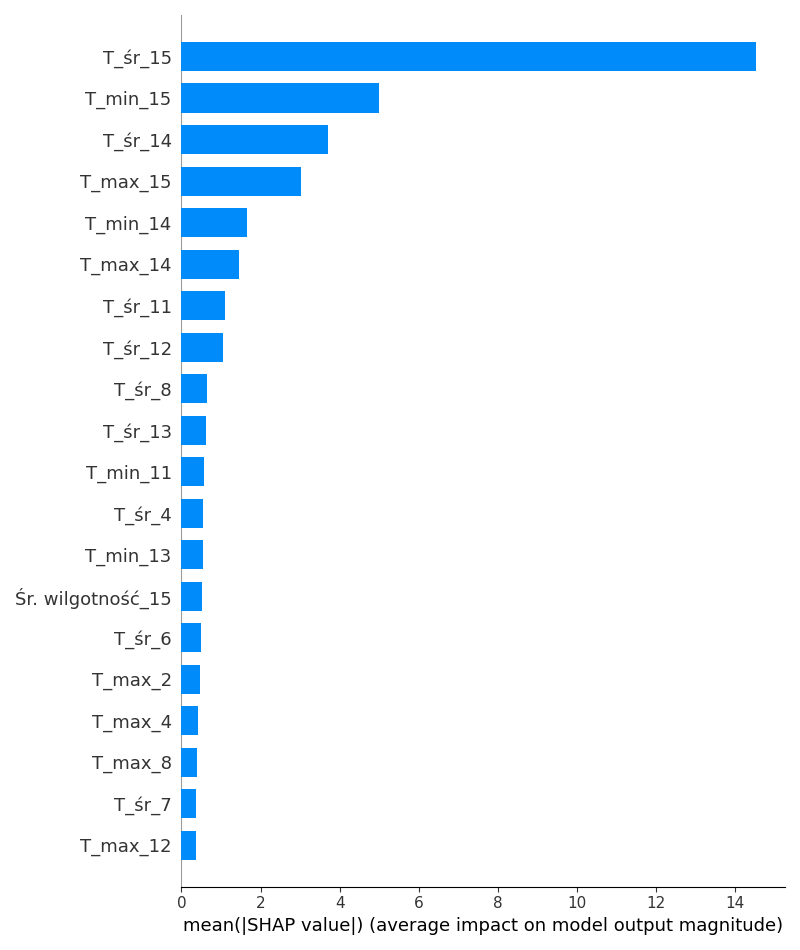 T_śr_15
T_min_15
T_śr_14
T_max_15
T_min_14
T_max_14
T_śr_11
T_śr_12
T_śr_8
T_śr_13
T_min_11
T_śr_4
T_min_13
Śr. wilgotność_15
T_śr_6
T_max_2
T_max_4
T_max_8
T_śr_7
T_max_12
0 2 4 6 8 10 12 14
mean(|SHAP value|) (average impact on model output magnitude)